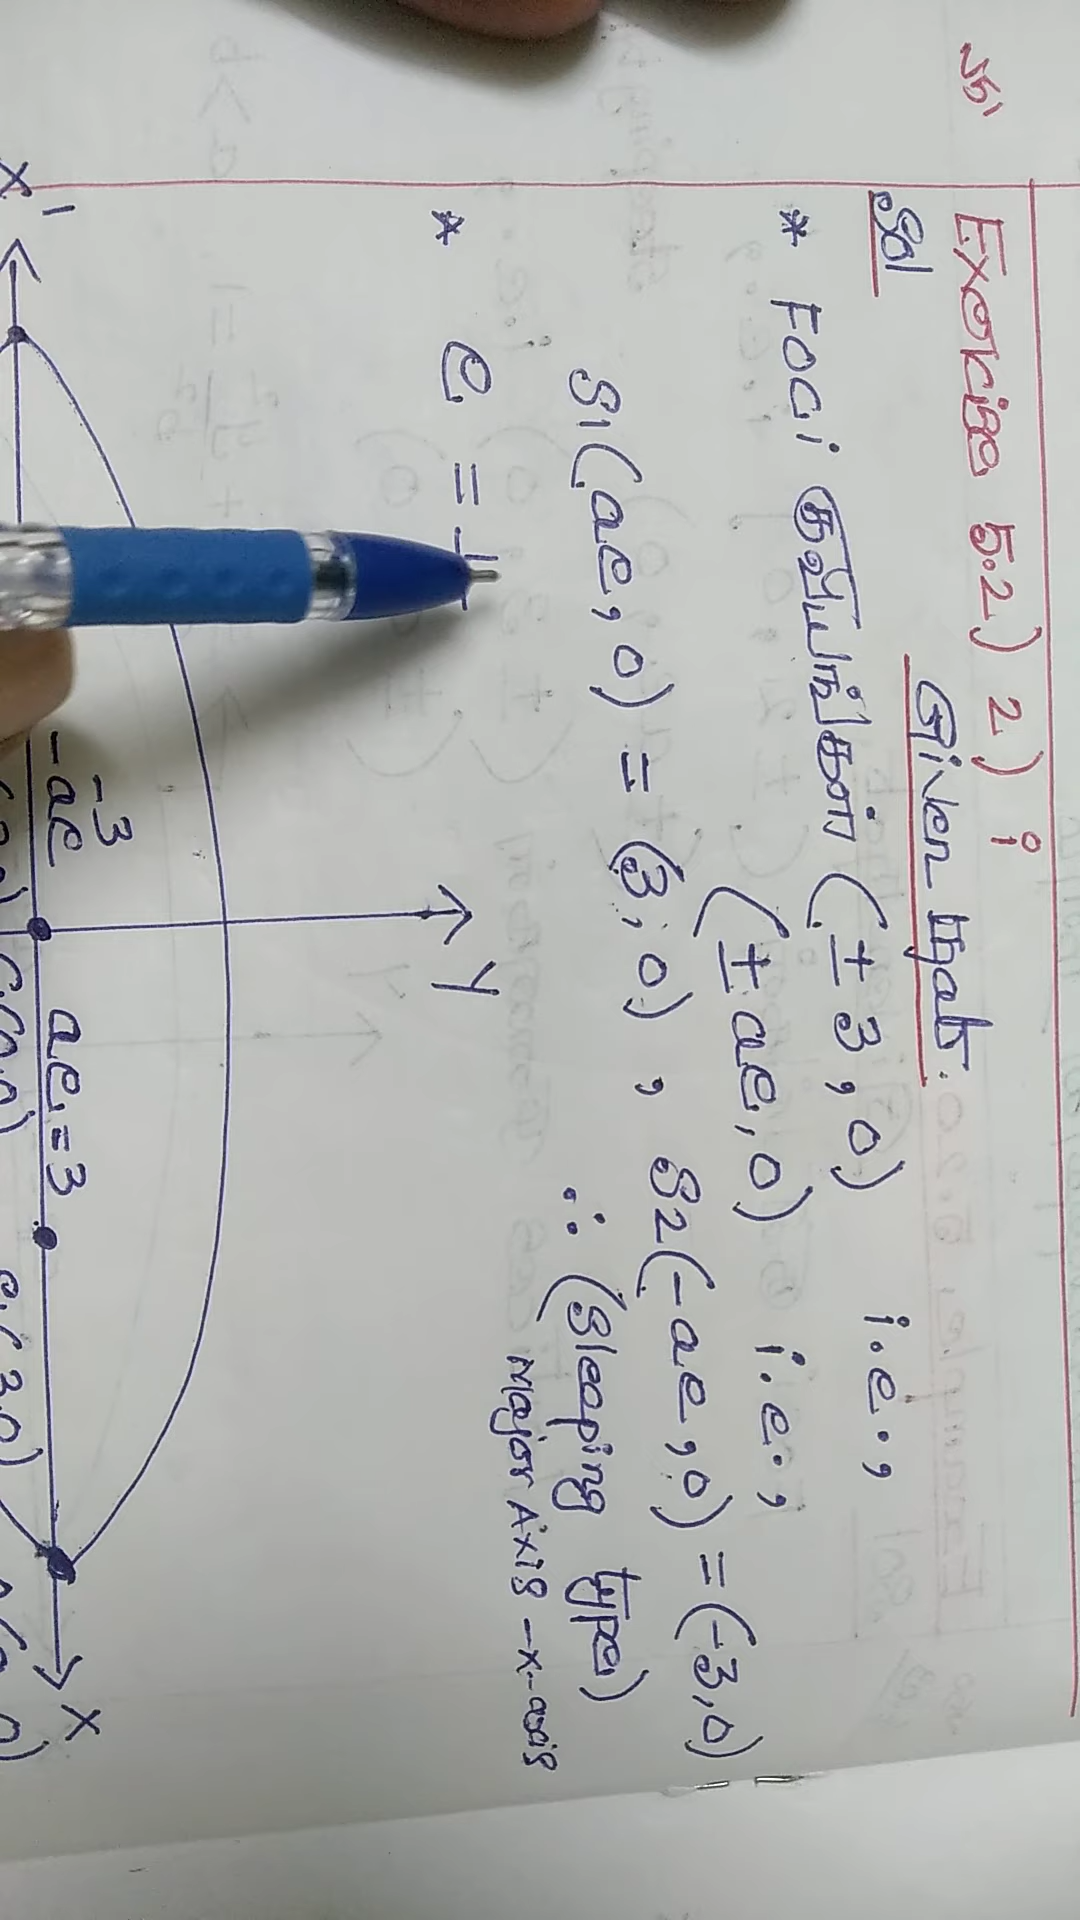 Exercise 5.2) 2) i
Sol
Given that:
* Foci குவியங்கள் (± 3, 0) i.e.,
(± ae, 0) i.e.,
S1(ae, 0) = (3, 0), S2(-ae, 0) = (-3, 0)
∴ (Sleeping type)
Major Axis - x-axis
* e = 1
Y
-3
-ae
ae = 3
X'
X